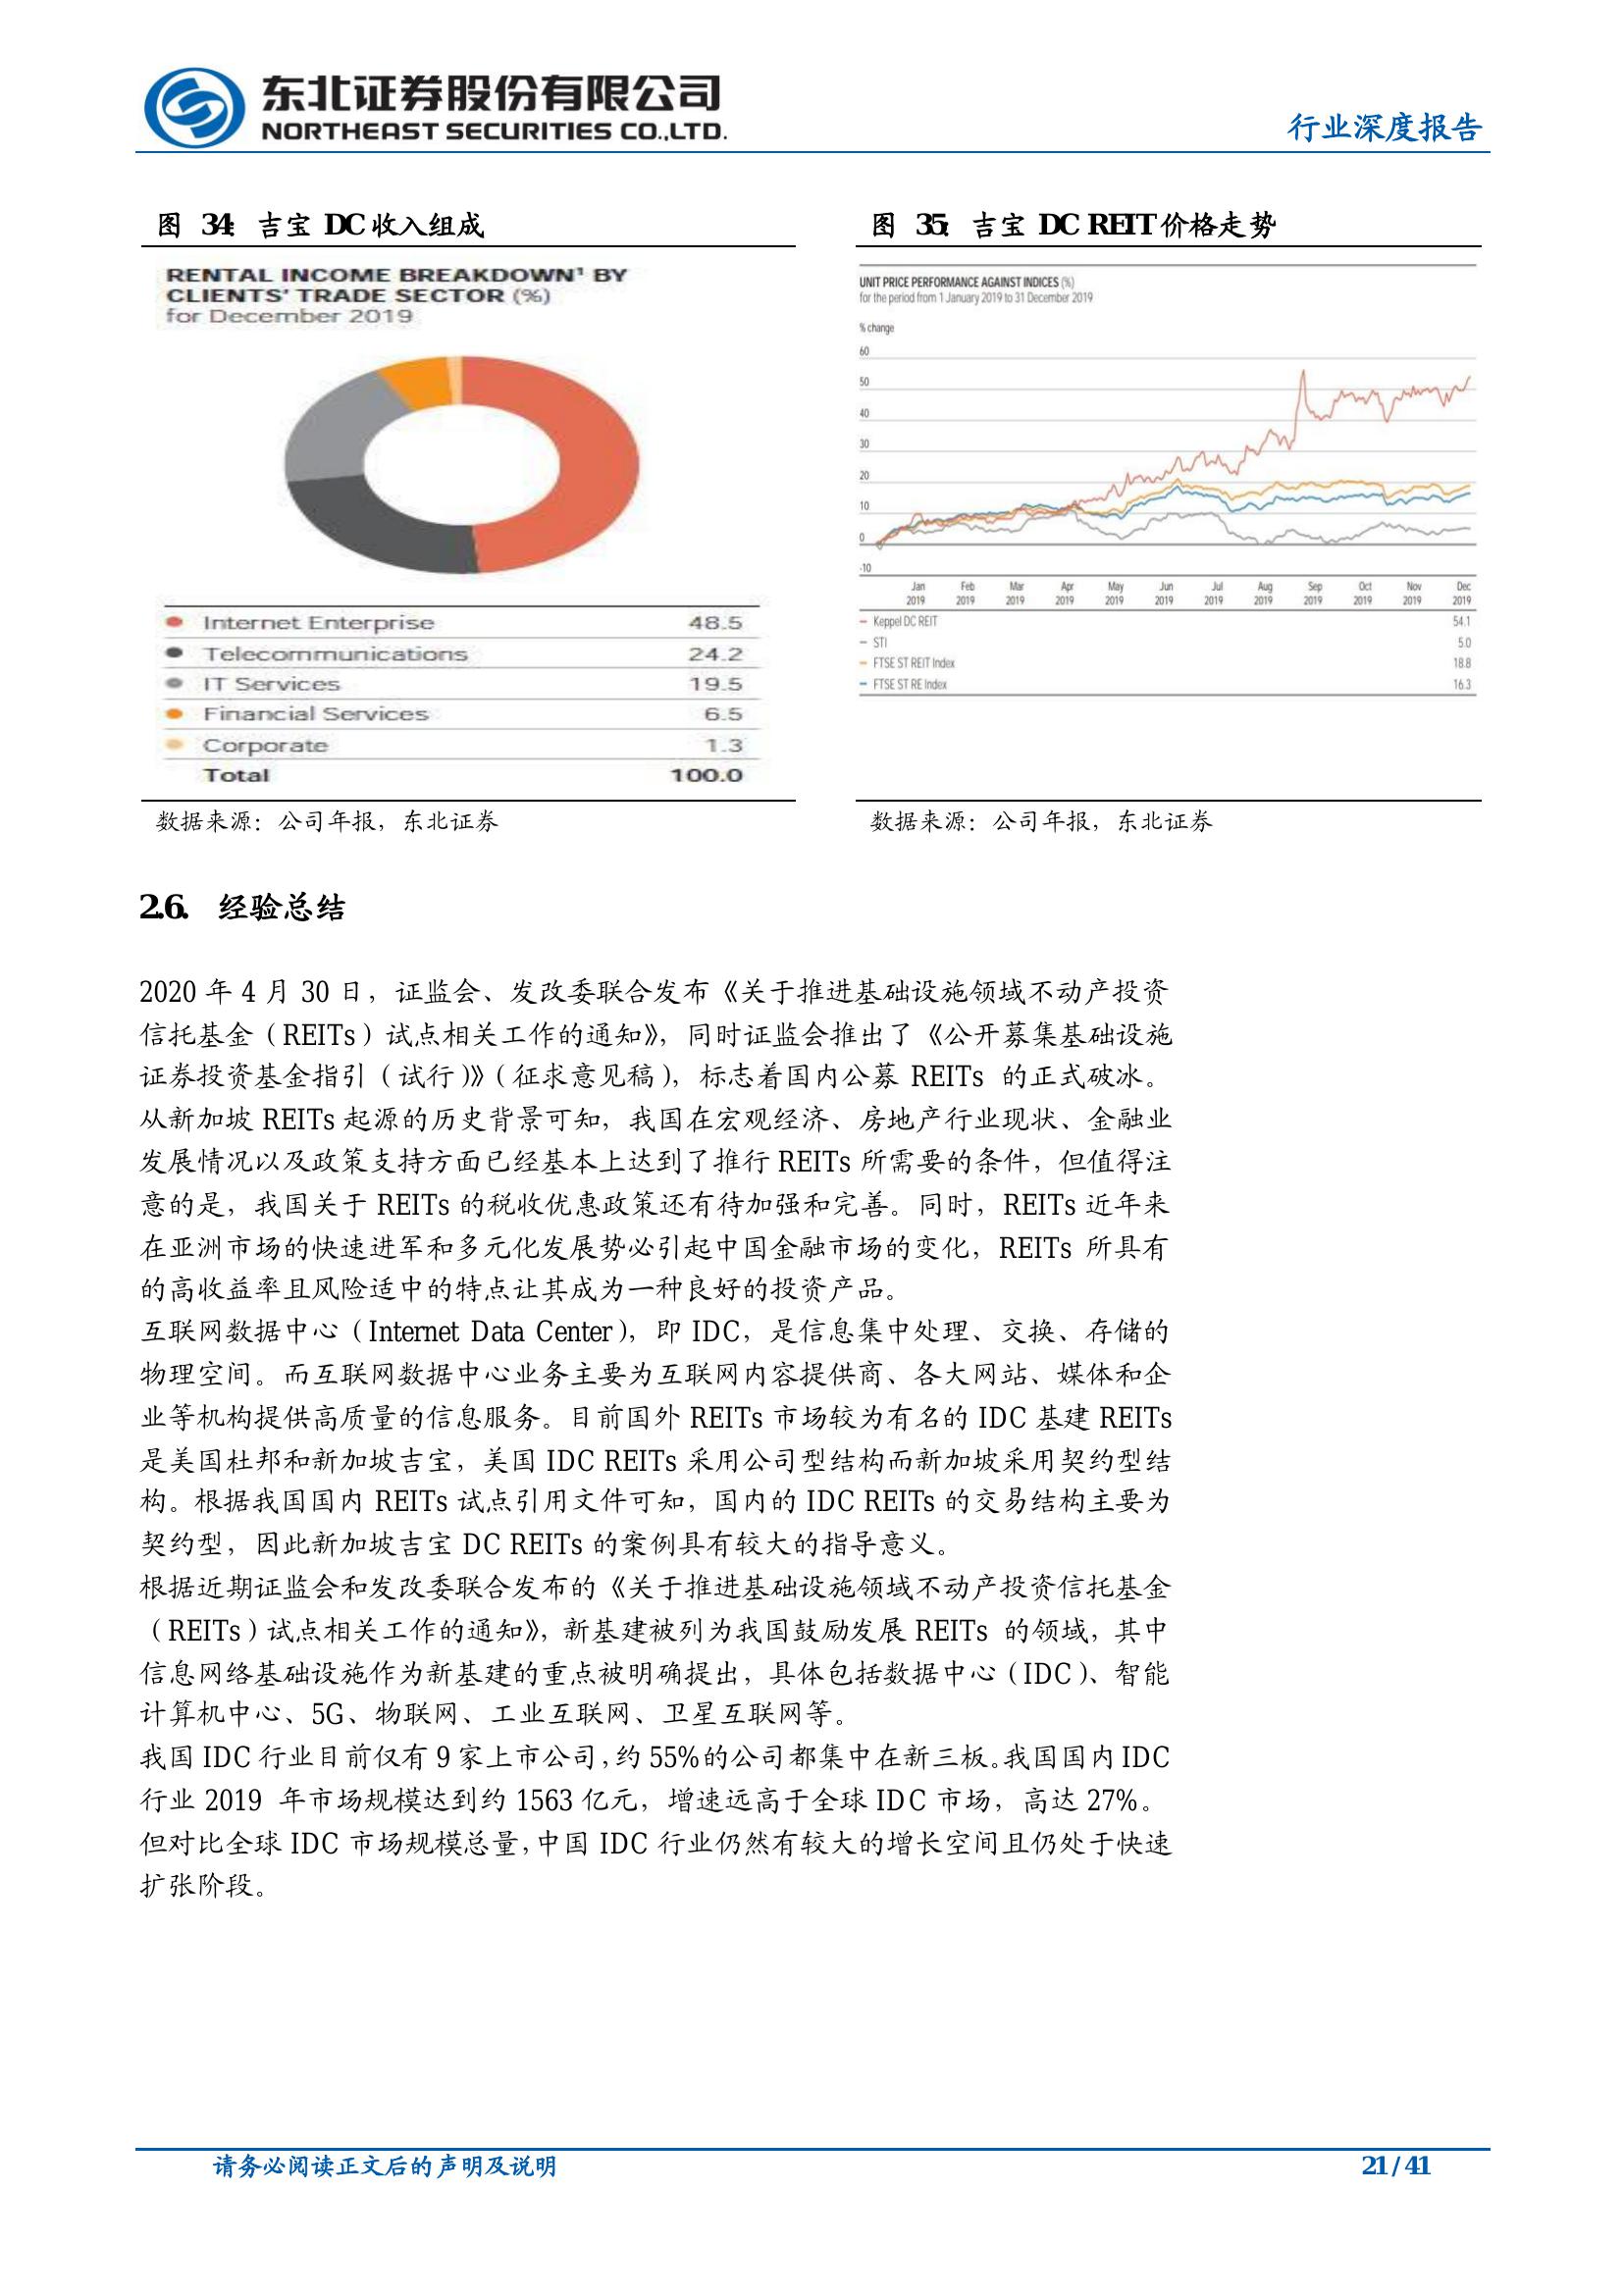 东北证券股份有限公司
NORTHEAST SECURITIES CO.,LTD.
行业深度报告
图 34：吉宝 DC 收入组成
RENTAL INCOME BREAKDOWN¹ BY
CLIENTS' TRADE SECTOR (%)
for December 2019
Internet Enterprise 48.5
Telecommunications 24.2
IT Services 19.5
Financial Services 6.5
Corporate 1.3
Total 100.0
数据来源：公司年报，东北证券
图 35：吉宝 DC REIT 价格走势
UNIT PRICE PERFORMANCE AGAINST INDICES (%)
for the period from 1 January 2019 to 31 December 2019
% change
60
50
40
30
20
10
0
-10
Jan Feb Mar Apr May Jun Jul Aug Sep Oct Nov Dec
2019 2019 2019 2019 2019 2019 2019 2019 2019 2019 2019 2019
Keppel DC REIT 54.1
STI 5.0
FTSE ST REIT Index 18.8
FTSE ST RE Index 16.3
数据来源：公司年报，东北证券
2.6. 经验总结
2020 年 4 月 30 日，证监会、发改委联合发布《关于推进基础设施领域不动产投资
信托基金（REITs）试点相关工作的通知》，同时证监会推出了《公开募集基础设施
证券投资基金指引（试行）》（征求意见稿），标志着国内公募 REITs 的正式破冰。
从新加坡 REITs 起源的历史背景可知，我国在宏观经济、房地产行业现状、金融业
发展情况以及政策支持方面已经基本上达到了推行 REITs 所需要的条件，但值得注
意的是，我国关于 REITs 的税收优惠政策还有待加强和完善。同时，REITs 近年来
在亚洲市场的快速进军和多元化发展势必引起中国金融市场的变化，REITs 所具有
的高收益率且风险适中的特点让其成为一种良好的投资产品。
互联网数据中心（Internet Data Center），即 IDC，是信息集中处理、交换、存储的
物理空间。而互联网数据中心业务主要为互联网内容提供商、各大网站、媒体和企
业等机构提供高质量的信息服务。目前国外 REITs 市场较为有名的 IDC 基建 REITs
是美国杜邦和新加坡吉宝，美国 IDC REITs 采用公司型结构而新加坡采用契约型结
构。根据我国国内 REITs 试点引用文件可知，国内的 IDC REITs 的交易结构主要为
契约型，因此新加坡吉宝 DC REITs 的案例具有较大的指导意义。
根据近期证监会和发改委联合发布的《关于推进基础设施领域不动产投资信托基金
（REITs）试点相关工作的通知》，新基建被列为我国鼓励发展 REITs 的领域，其中
信息网络基础设施作为新基建的重点被明确提出，具体包括数据中心（IDC）、智能
计算机中心、5G、物联网、工业互联网、卫星互联网等。
我国 IDC 行业目前仅有 9 家上市公司，约 55%的公司都集中在新三板。我国国内 IDC
行业 2019 年市场规模达到约 1563 亿元，增速远高于全球 IDC 市场，高达 27%。
但对比全球 IDC 市场规模总量，中国 IDC 行业仍然有较大的增长空间且仍处于快速
扩张阶段。
请务必阅读正文后的声明及说明
21 / 41